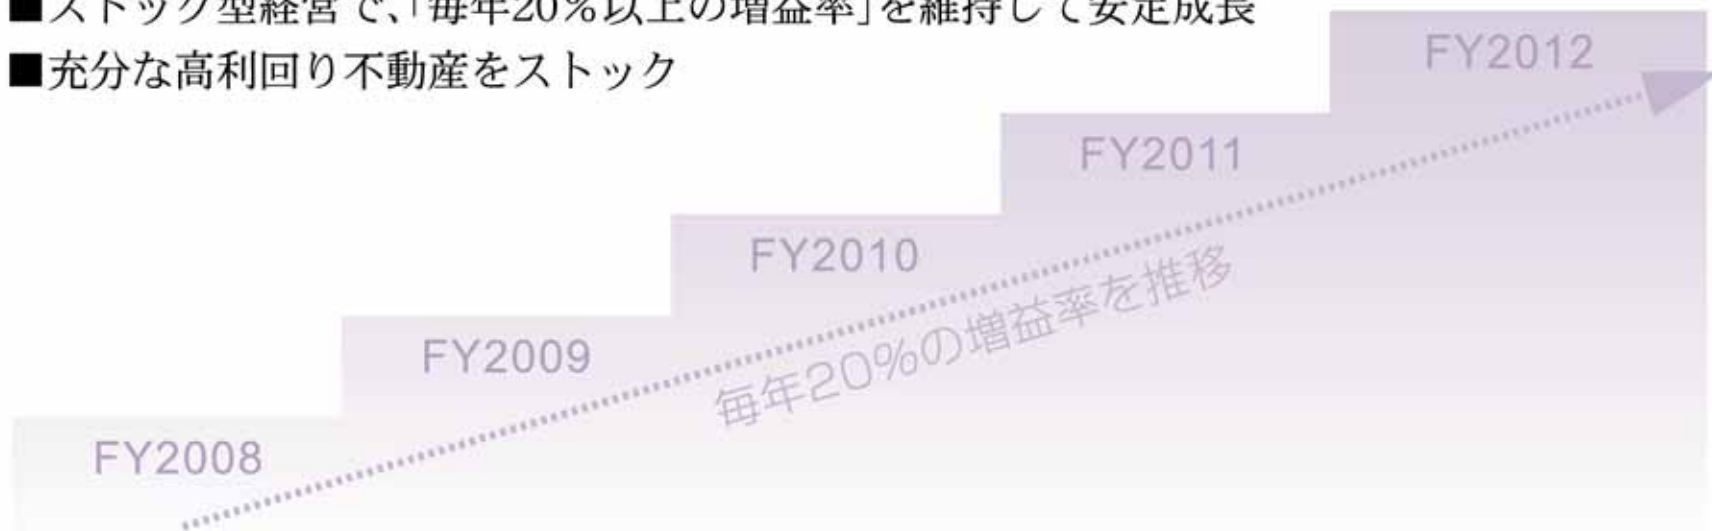 ■ストック型経営で、「毎年20％以上の増益率」を維持して安定成長
■充分な高利回り不動産をストック
FY2012
FY2011
FY2010
FY2009
FY2008
毎年20%の増益率を推移